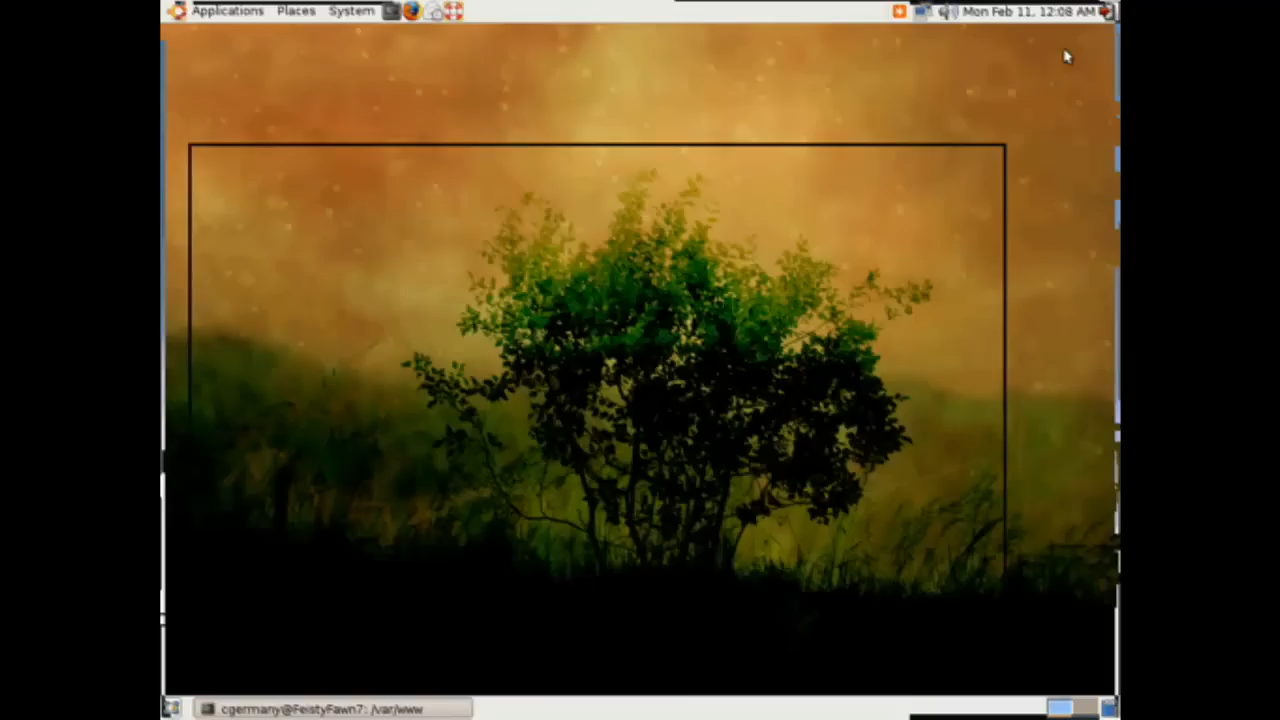 Applications Places System
Mon Feb 11, 12:08 AM
cgermany@FeistyFawn7: /var/www